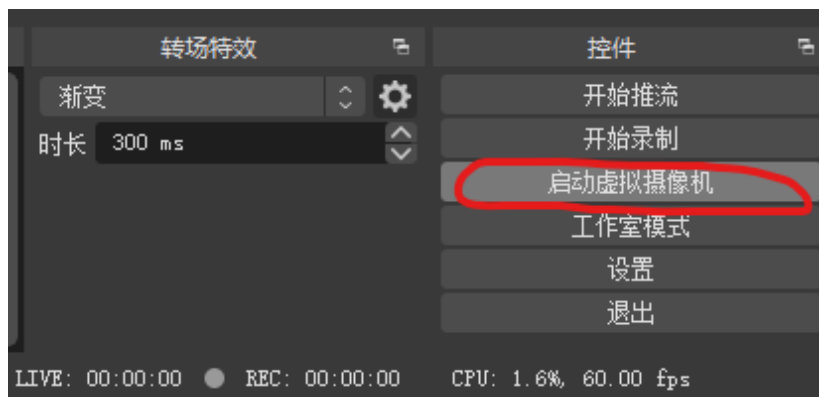 转场特效
渐变
时长 300 ms
控件
开始推流
开始录制
启动虚拟摄像机
工作室模式
设置
退出
LIVE: 00:00:00 REC: 00:00:00 CPU: 1.6%, 60.00 fps